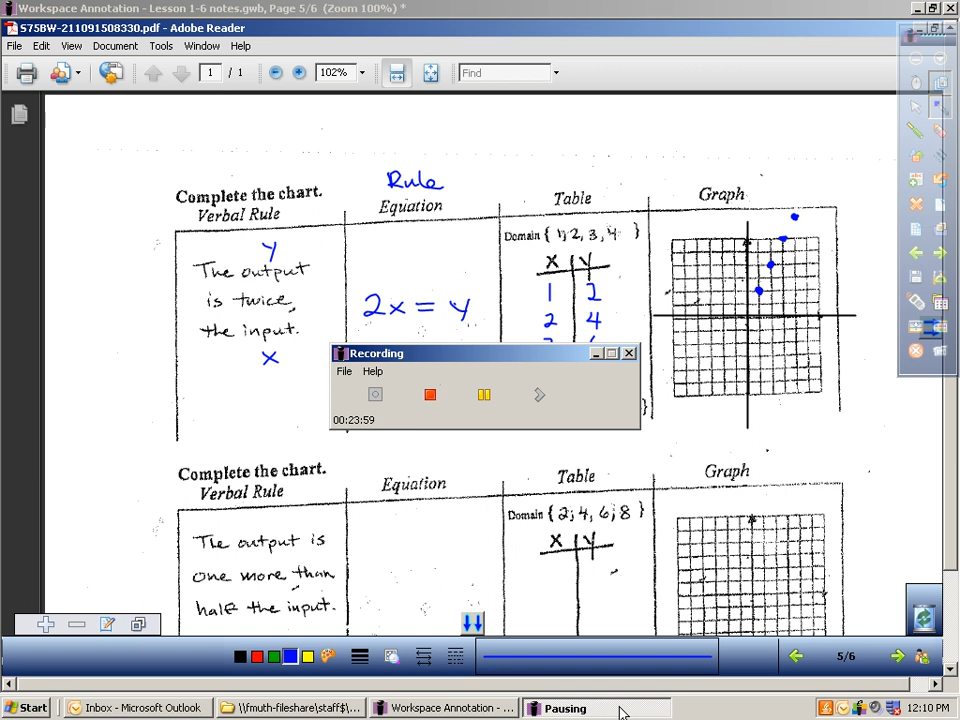 Workspace Annotation - Lesson 1-6 notes.gwb, Page 5/6 (Zoom 100%) *
S75BW-211091508330.pdf - Adobe Reader
File Edit View Document Tools Window Help
1 / 1 102% Find
Rule
Complete the chart.
Verbal Rule Equation Table Graph
Domain { 1, 2, 3, 4 }
y
The output
is twice
the input.
x
2x = y
x y
1 2
2 4
Recording
File Help
00:23:59
Complete the chart.
Verbal Rule Equation Table Graph
Domain { 2, 4, 6, 8 }
The output is
one more than
half the input.
x y
5/6
Start Inbox - Microsoft Outlook \\fmuth-fileshare\staff$\... Workspace Annotation - ... Pausing 12:10 PM